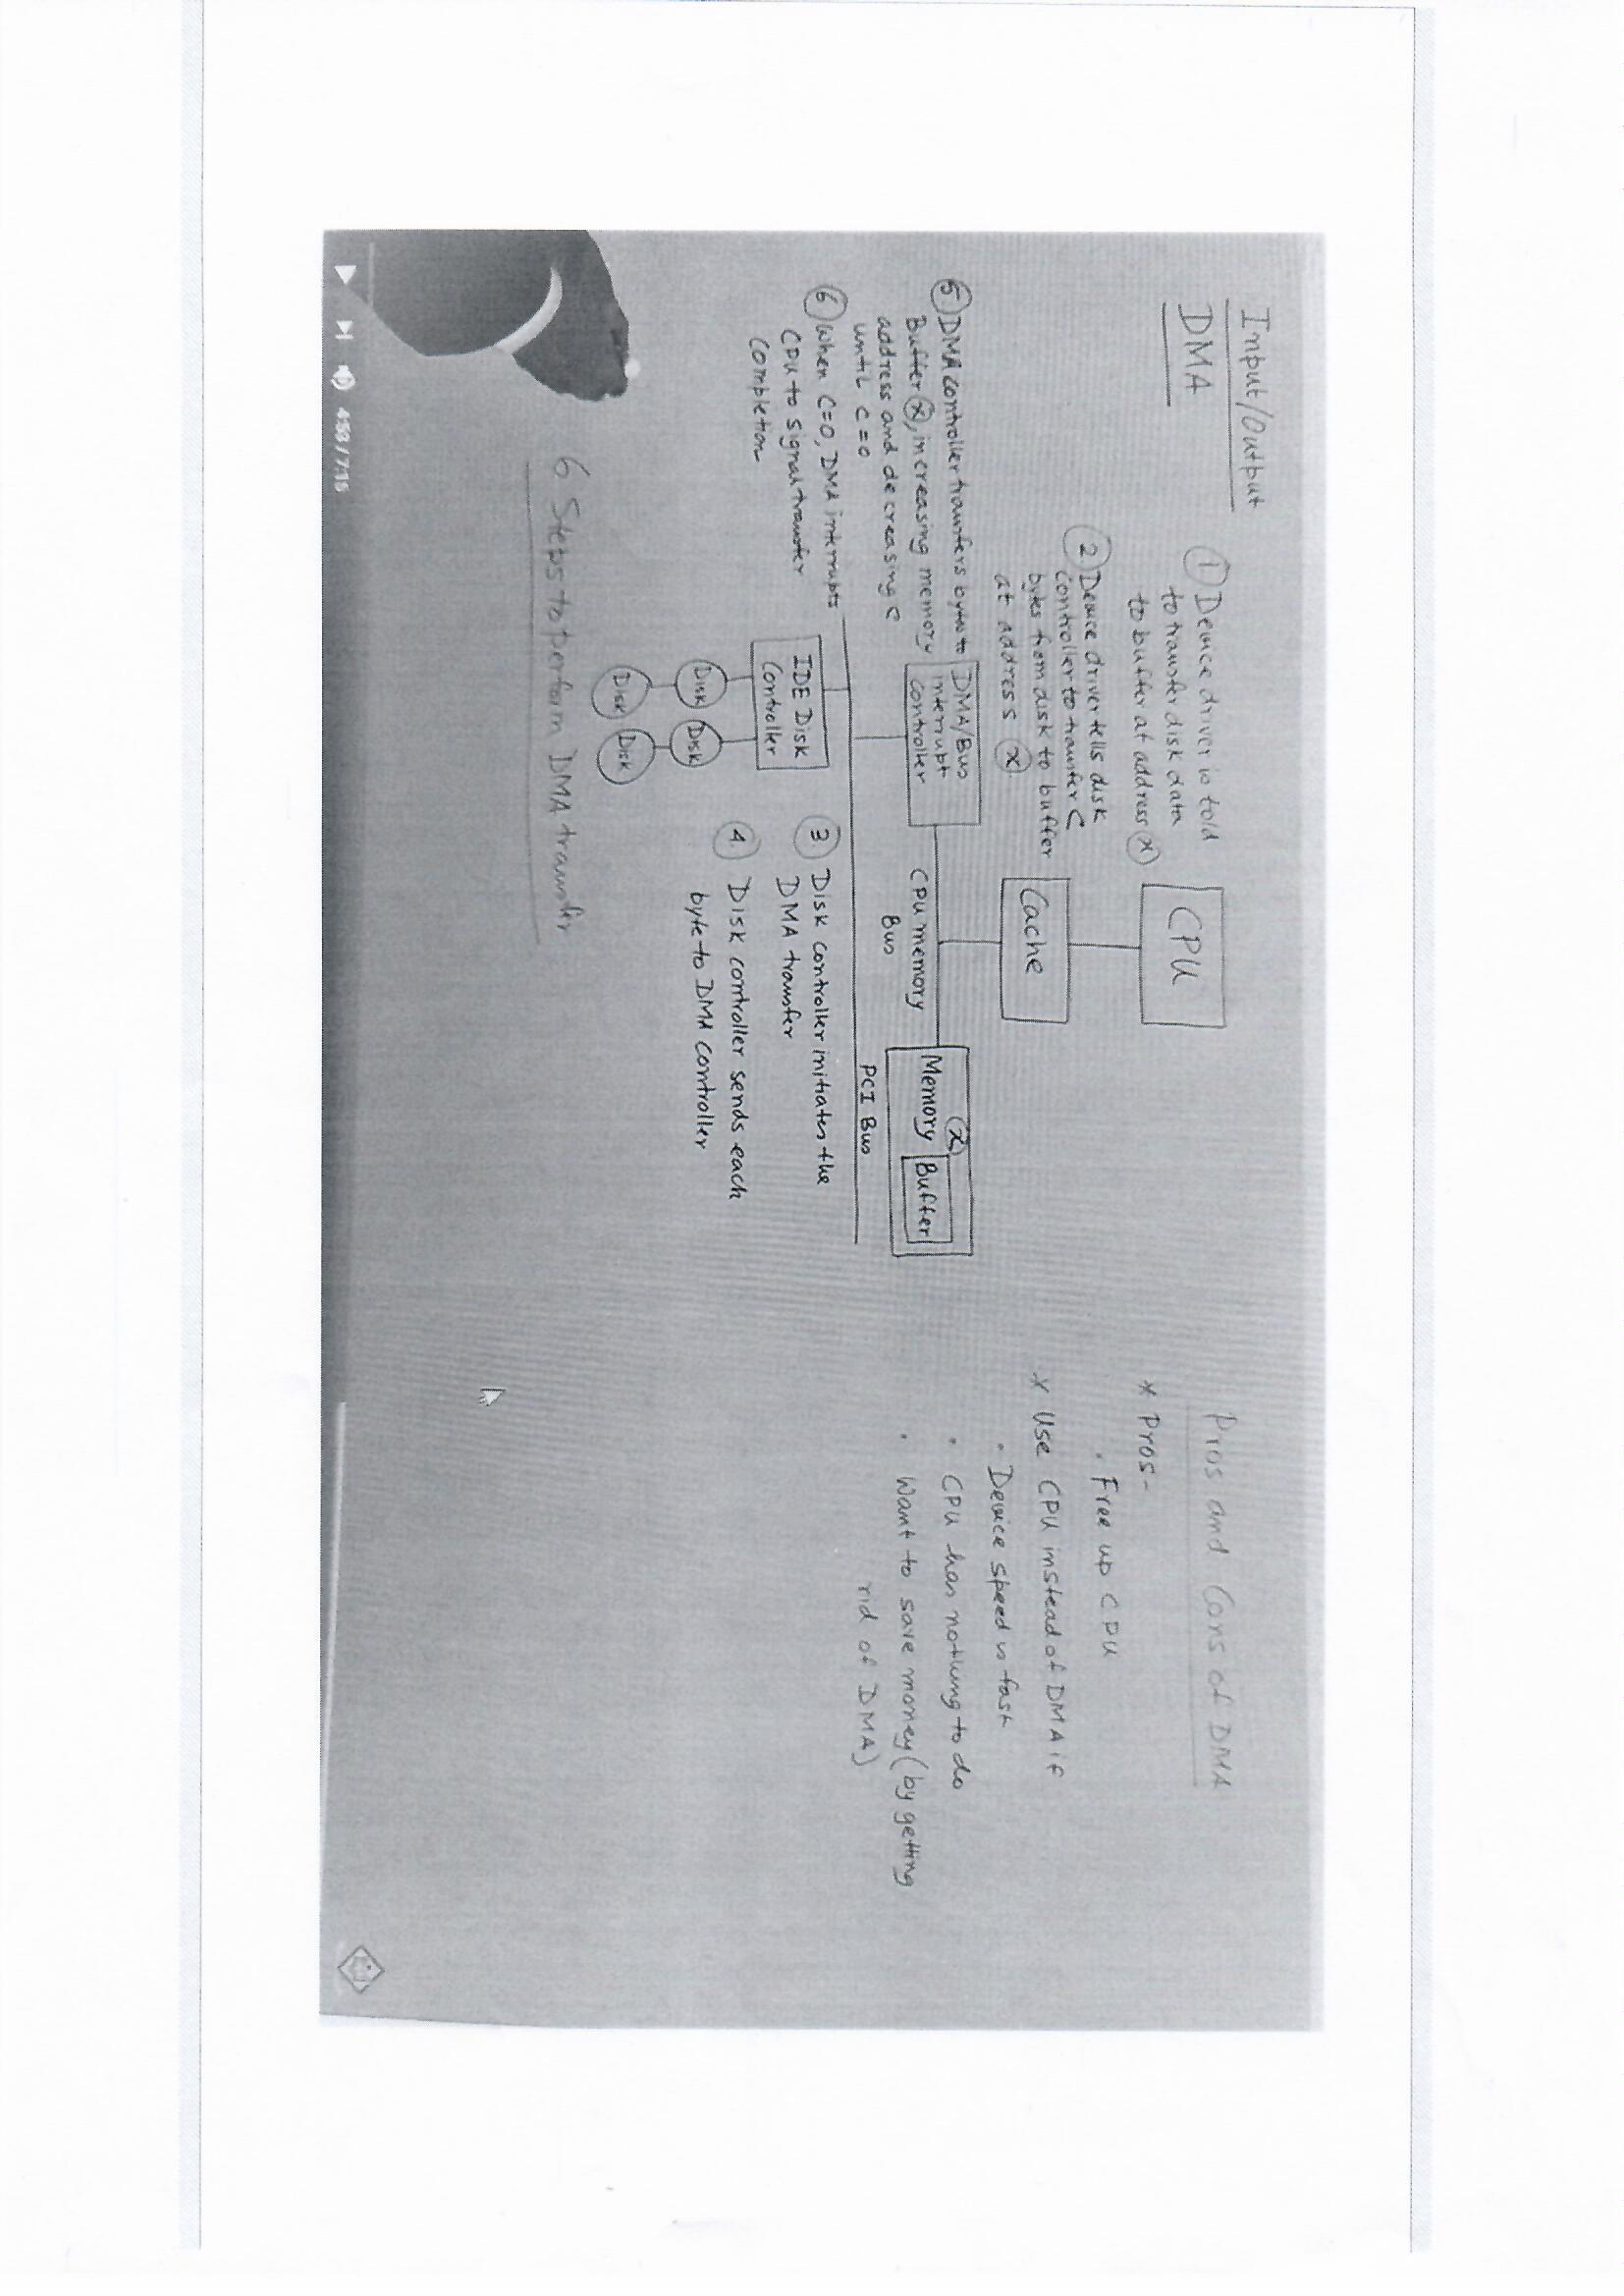 Input/Output
DMA
1 Device driver is told
to transfer disk data
to buffer at address x
2 Device driver tells disk
controller to transfer C
bytes from disk to buffer
at address x
CPU
Cache
5 DMA controller transfers bytes to
Buffer x, increasing memory
address and decreasing C
until C=0
6 When C=0, DMA interrupts
CPU to signal transfer
completion
DMA/Bus
interrupt
controller
CPU memory
Bus
x
Memory
Buffer
PCI Bus
IDE Disk
Controller
3. Disk controller initiates the
DMA transfer
4. Disk controller sends each
byte to DMA controller
Disk Disk
Disk Disk
6 Steps to perform DMA transfer
Pros and Cons of DMA
* Pros-
· Free up CPU
* Use CPU instead of DMA if
· Device speed is fast
· CPU has nothing to do
· Want to save money (by getting
rid of DMA)
4:53 / 7:15